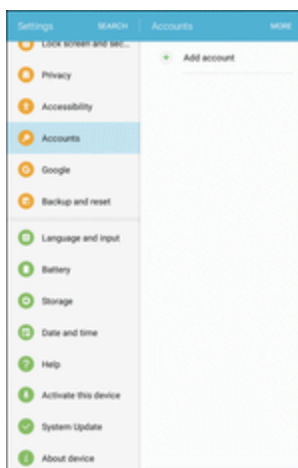 Settings SEARCH Accounts MORE
Lock screen and sec...
Add account
Privacy
Accessibility
Accounts
Google
Backup and reset
Language and input
Battery
Storage
Date and time
Help
Activate this device
System Update
About device